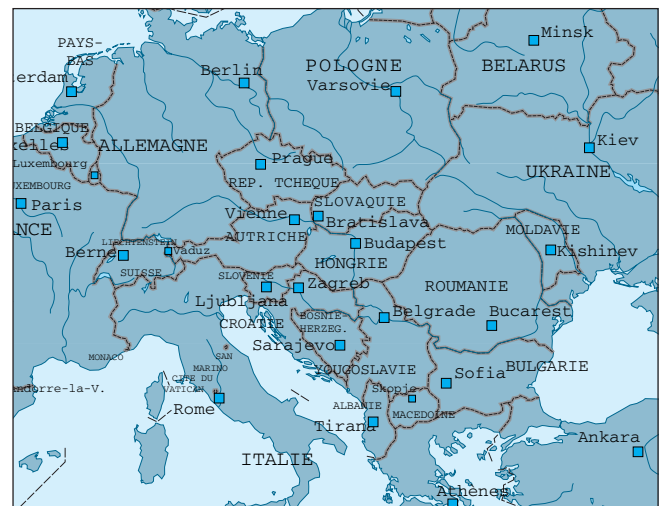 Minsk
PAYS-
BAS
POLOGNE
BELARUS
Berlin
erdam
Varsovie
BELGIQUE
ALLEMAGNE
Kiev
xelles
Luxembourg
Prague
UKRAINE
REP. TCHEQUE
UXEMBOURG
Paris
SLOVAQUIE
Vienne
Bratislava
ANCE
AUTRICHE
MOLDAVIE
LIECHTENSTEIN
Budapest
Berne
Vaduz
Kishinev
HONGRIE
SUISSE
SLOVENIE
Zagreb
ROUMANIE
Ljubljana
BOSNIE-
HERZEG.
Belgrade
Bucarest
CROATIE
Sarajevo
MONACO
SAN
MARINO
YOUGOSLAVIE
BULGARIE
CITE DU
VATICAN
Skopje
Sofia
ndorre-la-V.
Rome
ALBANIE
MACEDOINE
Tirana
Ankara
ITALIE
Athenes